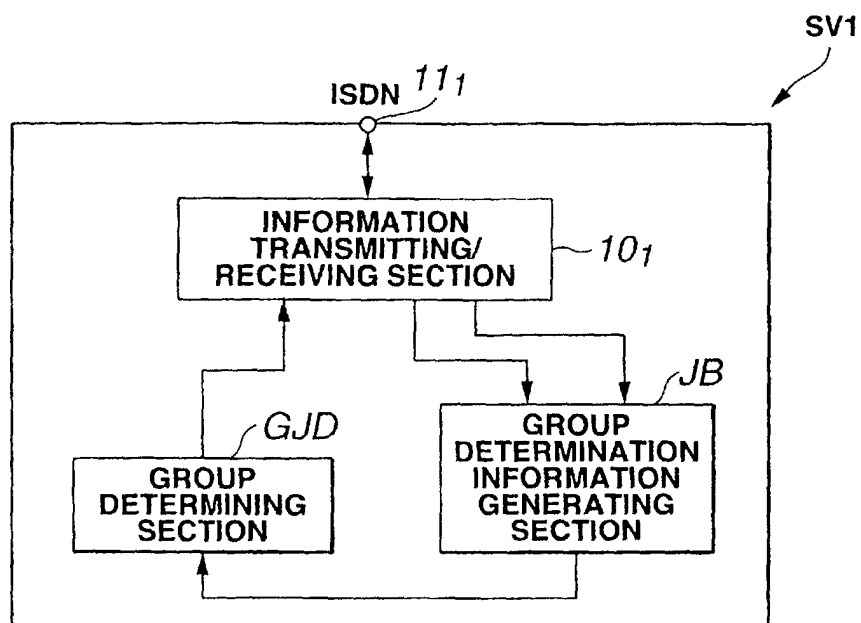 SV1
ISDN 11₁
INFORMATION
TRANSMITTING/
RECEIVING SECTION
10₁
JB
GROUP
DETERMINATION
INFORMATION
GENERATING
SECTION
GJD
GROUP
DETERMINING
SECTION